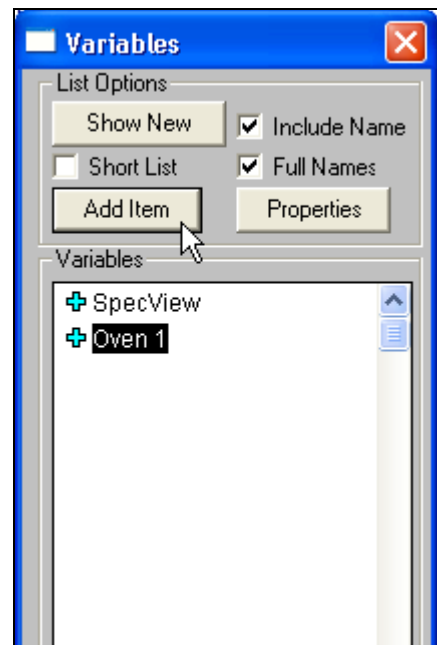 Variables
List Options
Show New
Include Name
Short List
Full Names
Add Item
Properties
Variables
SpecView
Oven 1